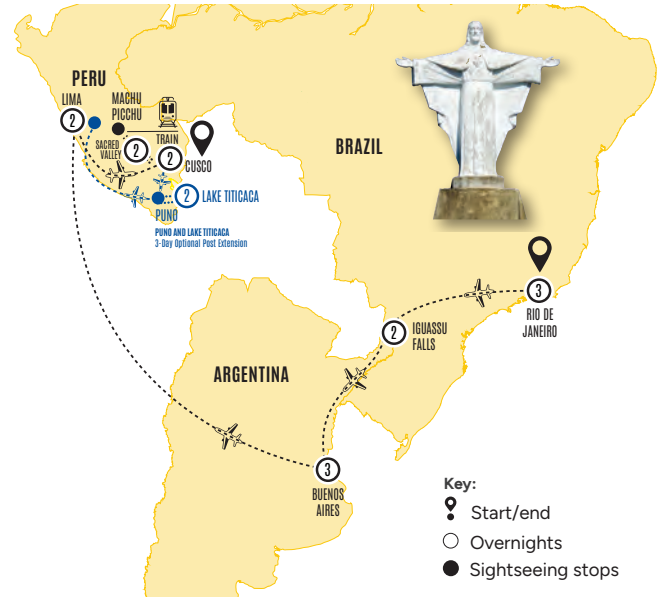 PERU
LIMA
2
MACHU
PICCHU
TRAIN
SACRED
VALLEY
2
2
CUSCO
2
LAKE TITICACA
PUNO
PUNO AND LAKE TITICACA
3-Day Optional Post Extension
BRAZIL
3
RIO DE
JANEIRO
2
IGUASSU
FALLS
ARGENTINA
3
BUENOS
AIRES
Key:
Start/end
Overnights
Sightseeing stops